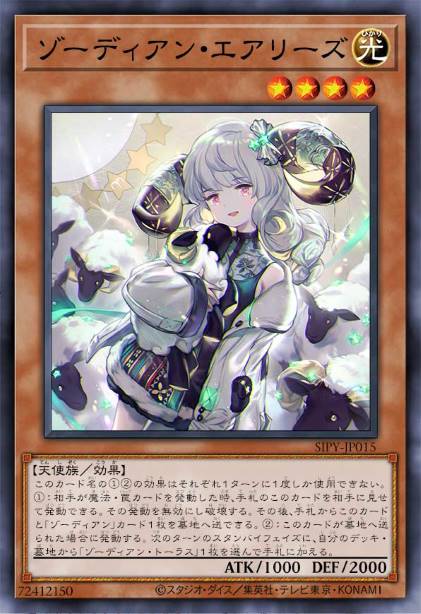 ゾーディアン・エアリーズ
光
SIPY-JP015
【天使族/効果】
このカード名の①②の効果はそれぞれ1ターンに1度しか使用できない。
①:相手が魔法・罠カードを発動した時、手札のこのカードを相手に見せ
て発動できる。その発動を無効にし破壊する。その後、手札からこのカード
と「ゾーディアン」カード1枚を墓地へ送できる。②:このカードが墓地へ送
られた場合に発動する。次のターンのスタンバイフェイズに、自分のデッキ・
墓地から「ゾーディアン・トーラス」1枚を選んで手札に加える。
ATK/1000 DEF/2000
72412150
©スタジオ・ダイス/集英社・テレビ東京・KONAMI